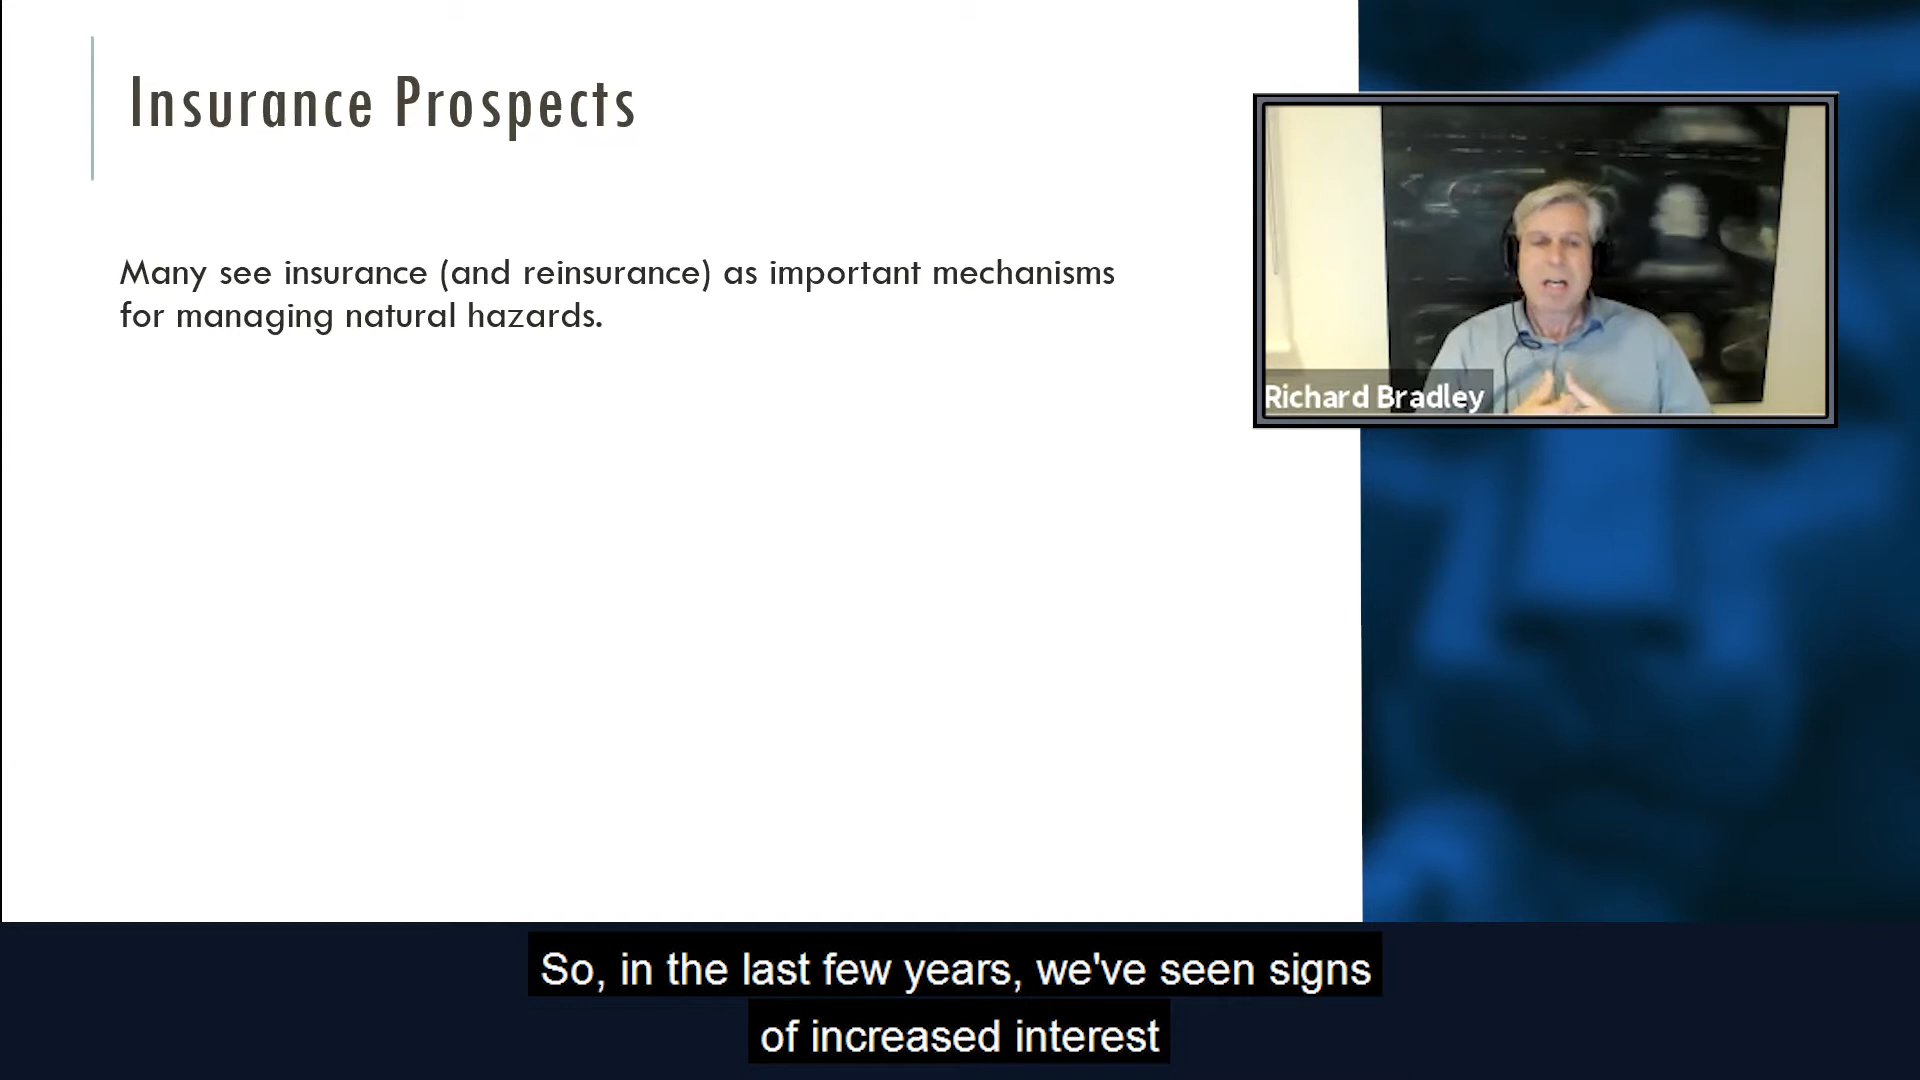 Insurance Prospects
Many see insurance (and reinsurance) as important mechanisms
for managing natural hazards.
Richard Bradley
So, in the last few years, we've seen signs
of increased interest